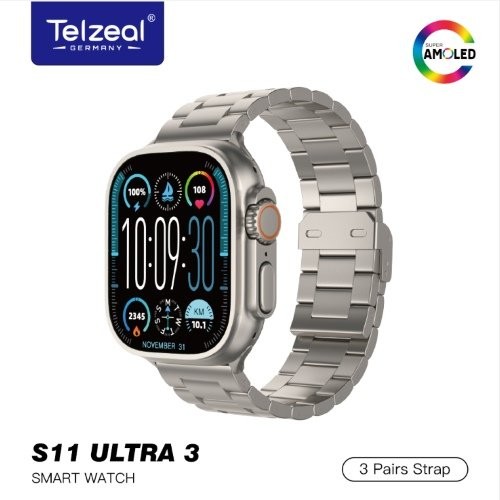 Telzeal
GERMANY
SUPER
AMOLED
100%
108
10:09:30
2345
KM
10.1
NOVEMBER 31
S11 ULTRA 3
SMART WATCH
3 Pairs Strap